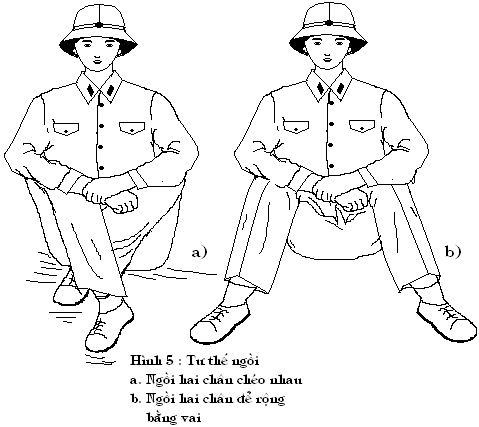 a)
b)
Hình 5 : Tư thế ngồi
a. Ngồi hai chân chéo nhau
b. Ngồi hai chân để rộng
bằng vai